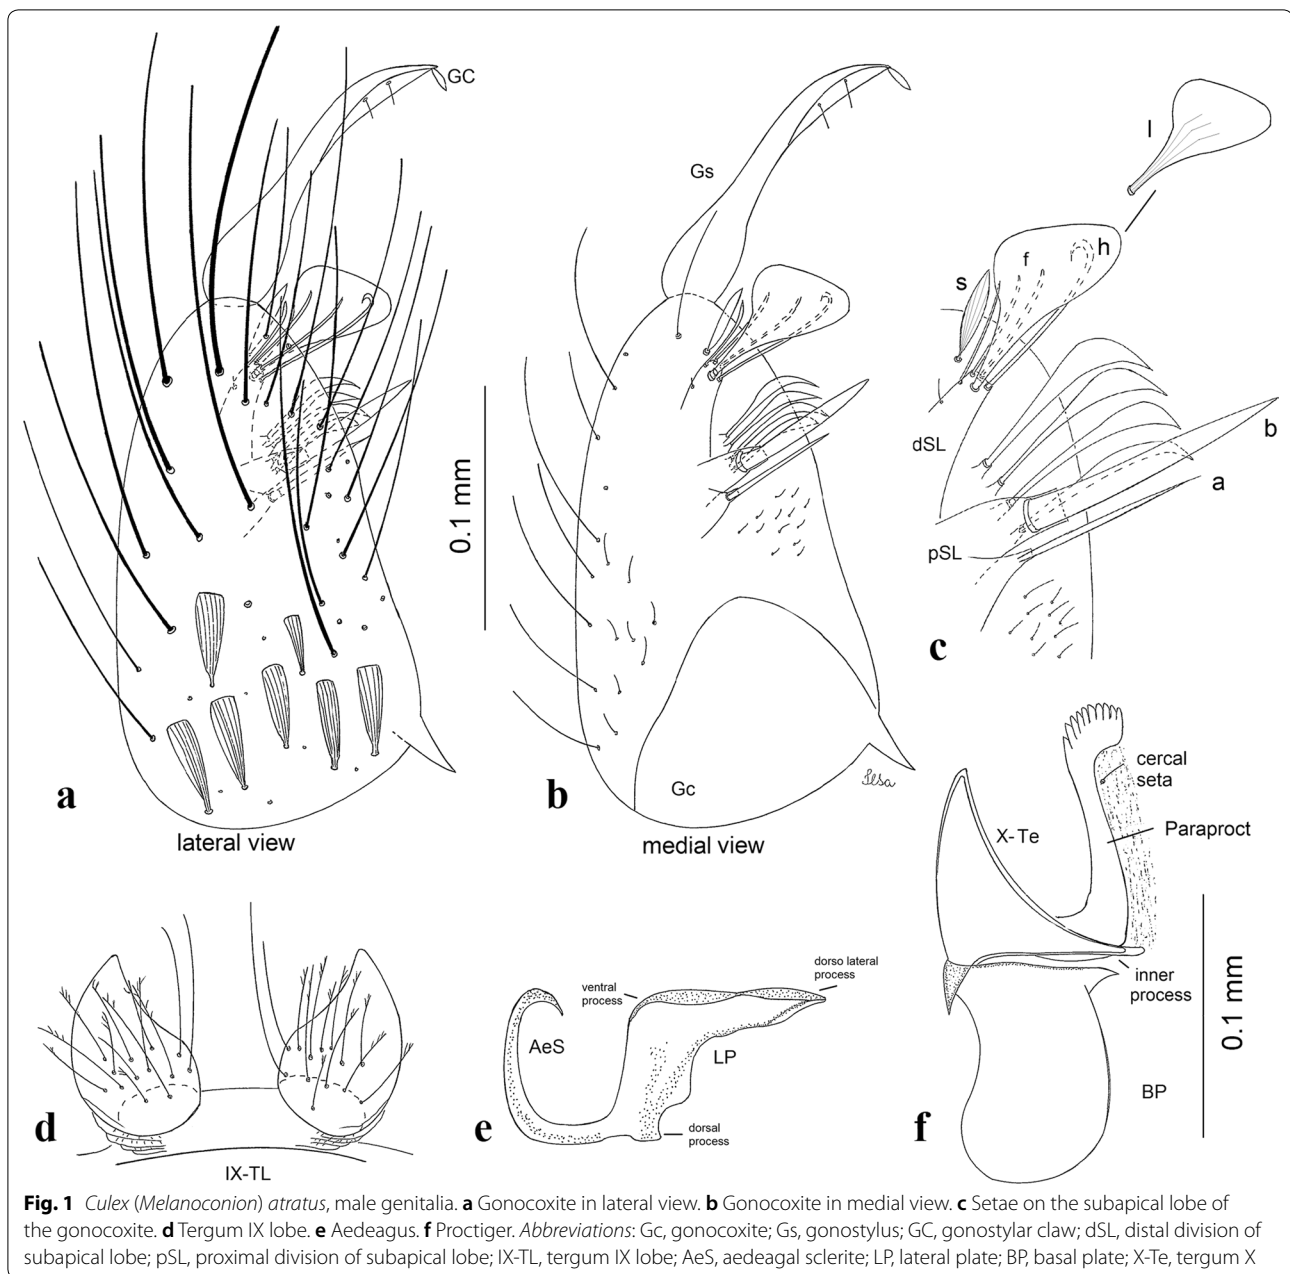 GC
Gs
l
s
f
h
dSL
b
a
pSL
c
0.1 mm
a
lateral view
b
Gc
medial view
X-Te
cercal
seta
Paraproct
inner
process
0.1 mm
BP
f
d
IX-TL
e
AeS
ventral
process
dorso lateral
process
LP
dorsal
process
Fig. 1 Culex (Melanoconion) atratus, male genitalia. a Gonocoxite in lateral view. b Gonocoxite in medial view. c Setae on the subapical lobe of
the gonocoxite. d Tergum IX lobe. e Aedeagus. f Proctiger. Abbreviations: Gc, gonocoxite; Gs, gonostylus; GC, gonostylar claw; dSL, distal division of
subapical lobe; pSL, proximal division of subapical lobe; IX-TL, tergum IX lobe; AeS, aedeagal sclerite; LP, lateral plate; BP, basal plate; X-Te, tergum X